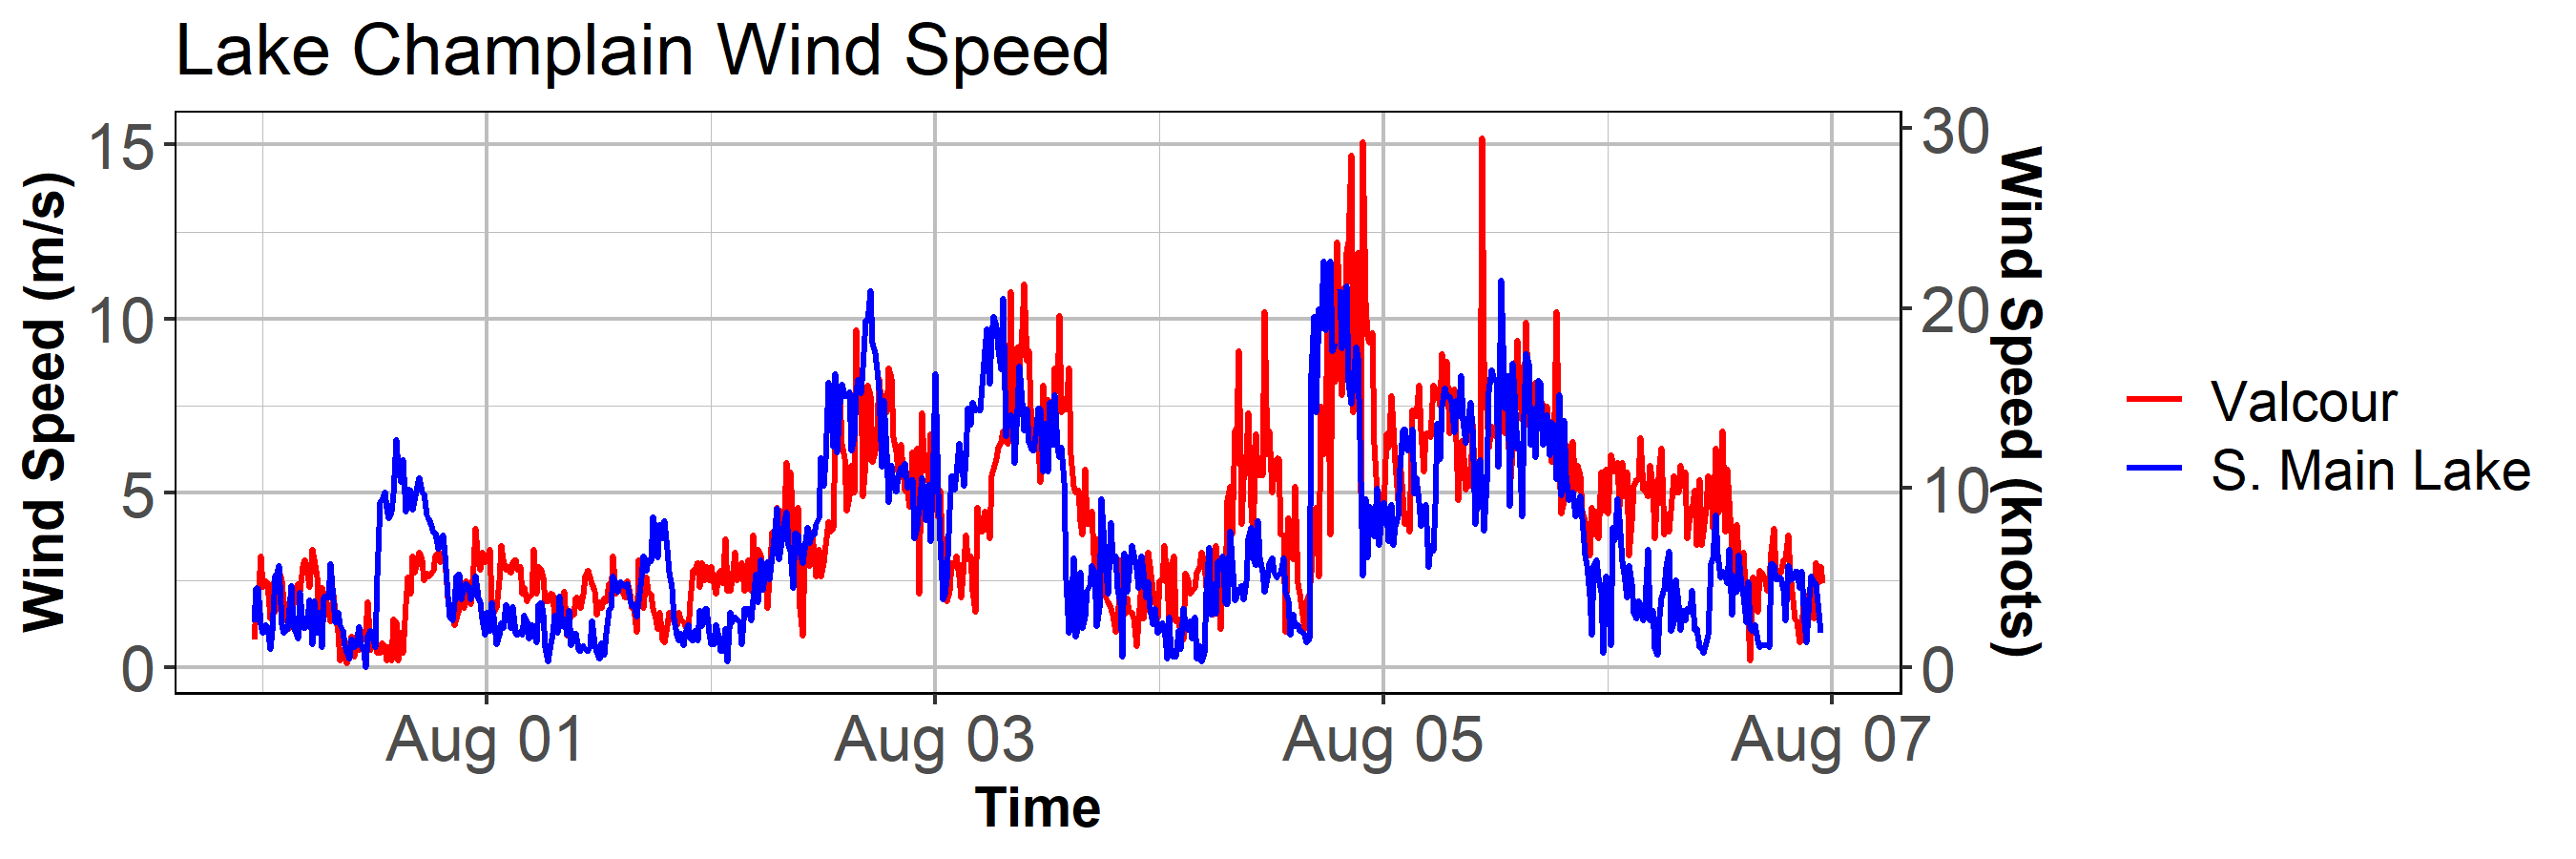 Lake Champlain Wind Speed
Wind Speed (m/s)
15
10
5
0
30
20
10
0
Wind Speed (knots)
Aug 01
Aug 03
Aug 05
Aug 07
Time
Valcour
S. Main Lake